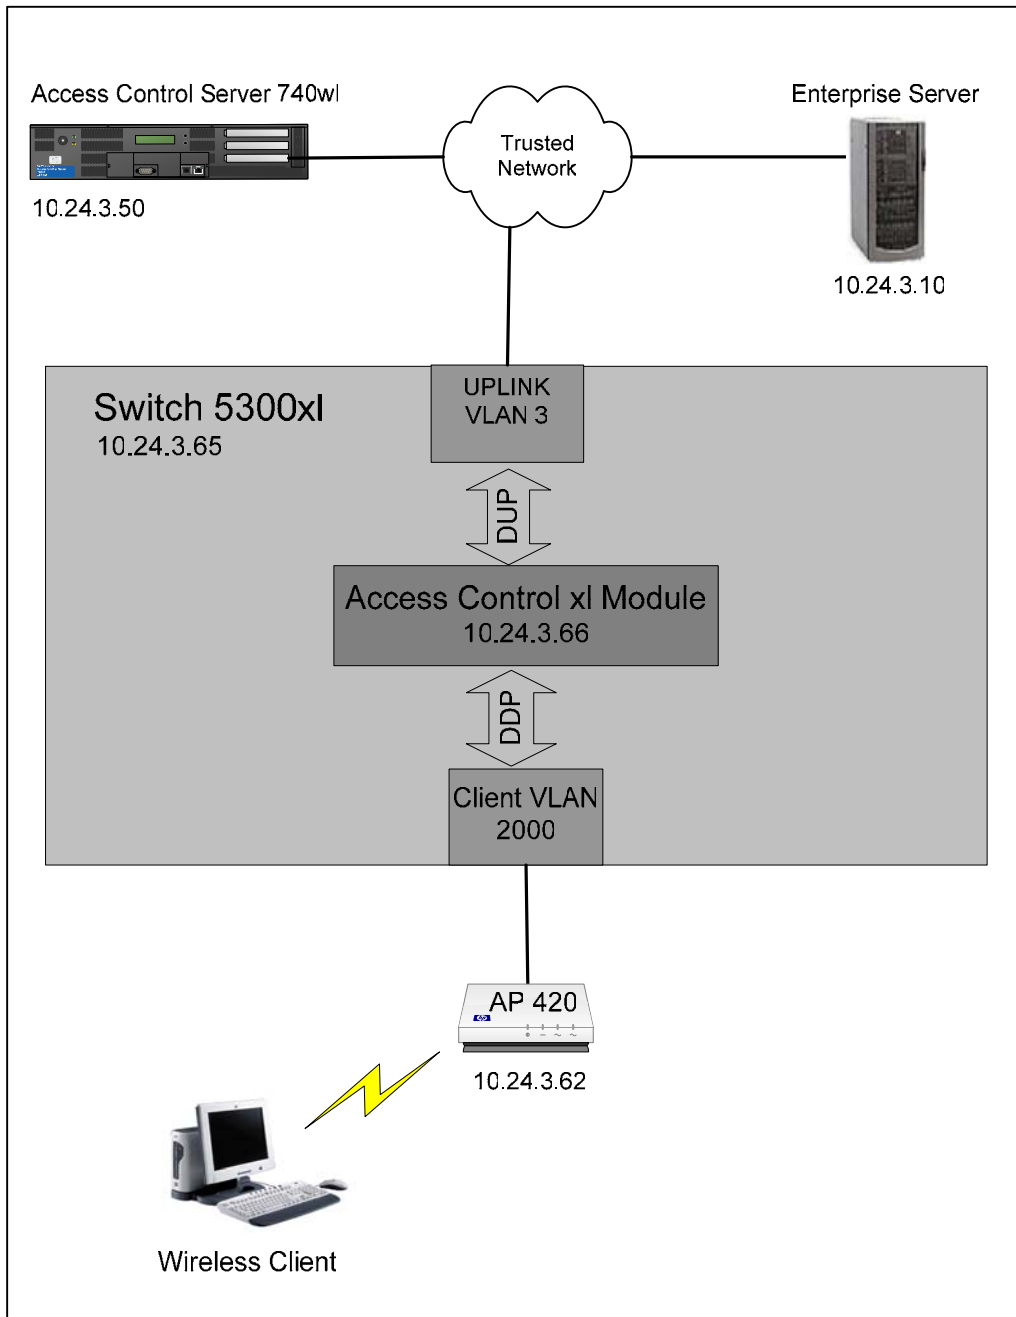 Access Control Server 740wl
Enterprise Server
Trusted
Network
10.24.3.50
10.24.3.10
UPLINK
VLAN 3
Switch 5300xl
10.24.3.65
DUP
Access Control xl Module
10.24.3.66
DDP
Client VLAN
2000
AP 420
hp
10.24.3.62
Wireless Client